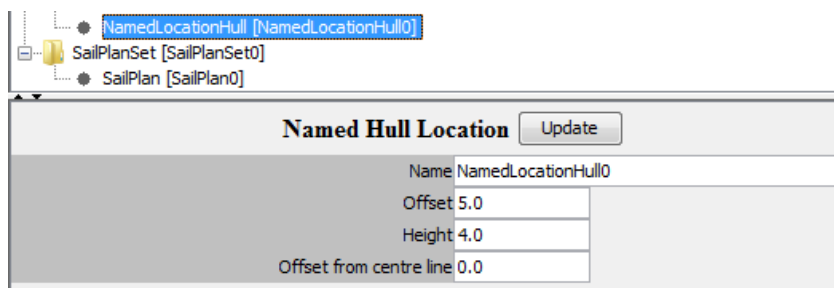 NamedLocationHull [NamedLocationHull0]
SailPlanSet [SailPlanSet0]
SailPlan [SailPlan0]
Named Hull Location Update
Name NamedLocationHull0
Offset 5.0
Height 4.0
Offset from centre line 0.0